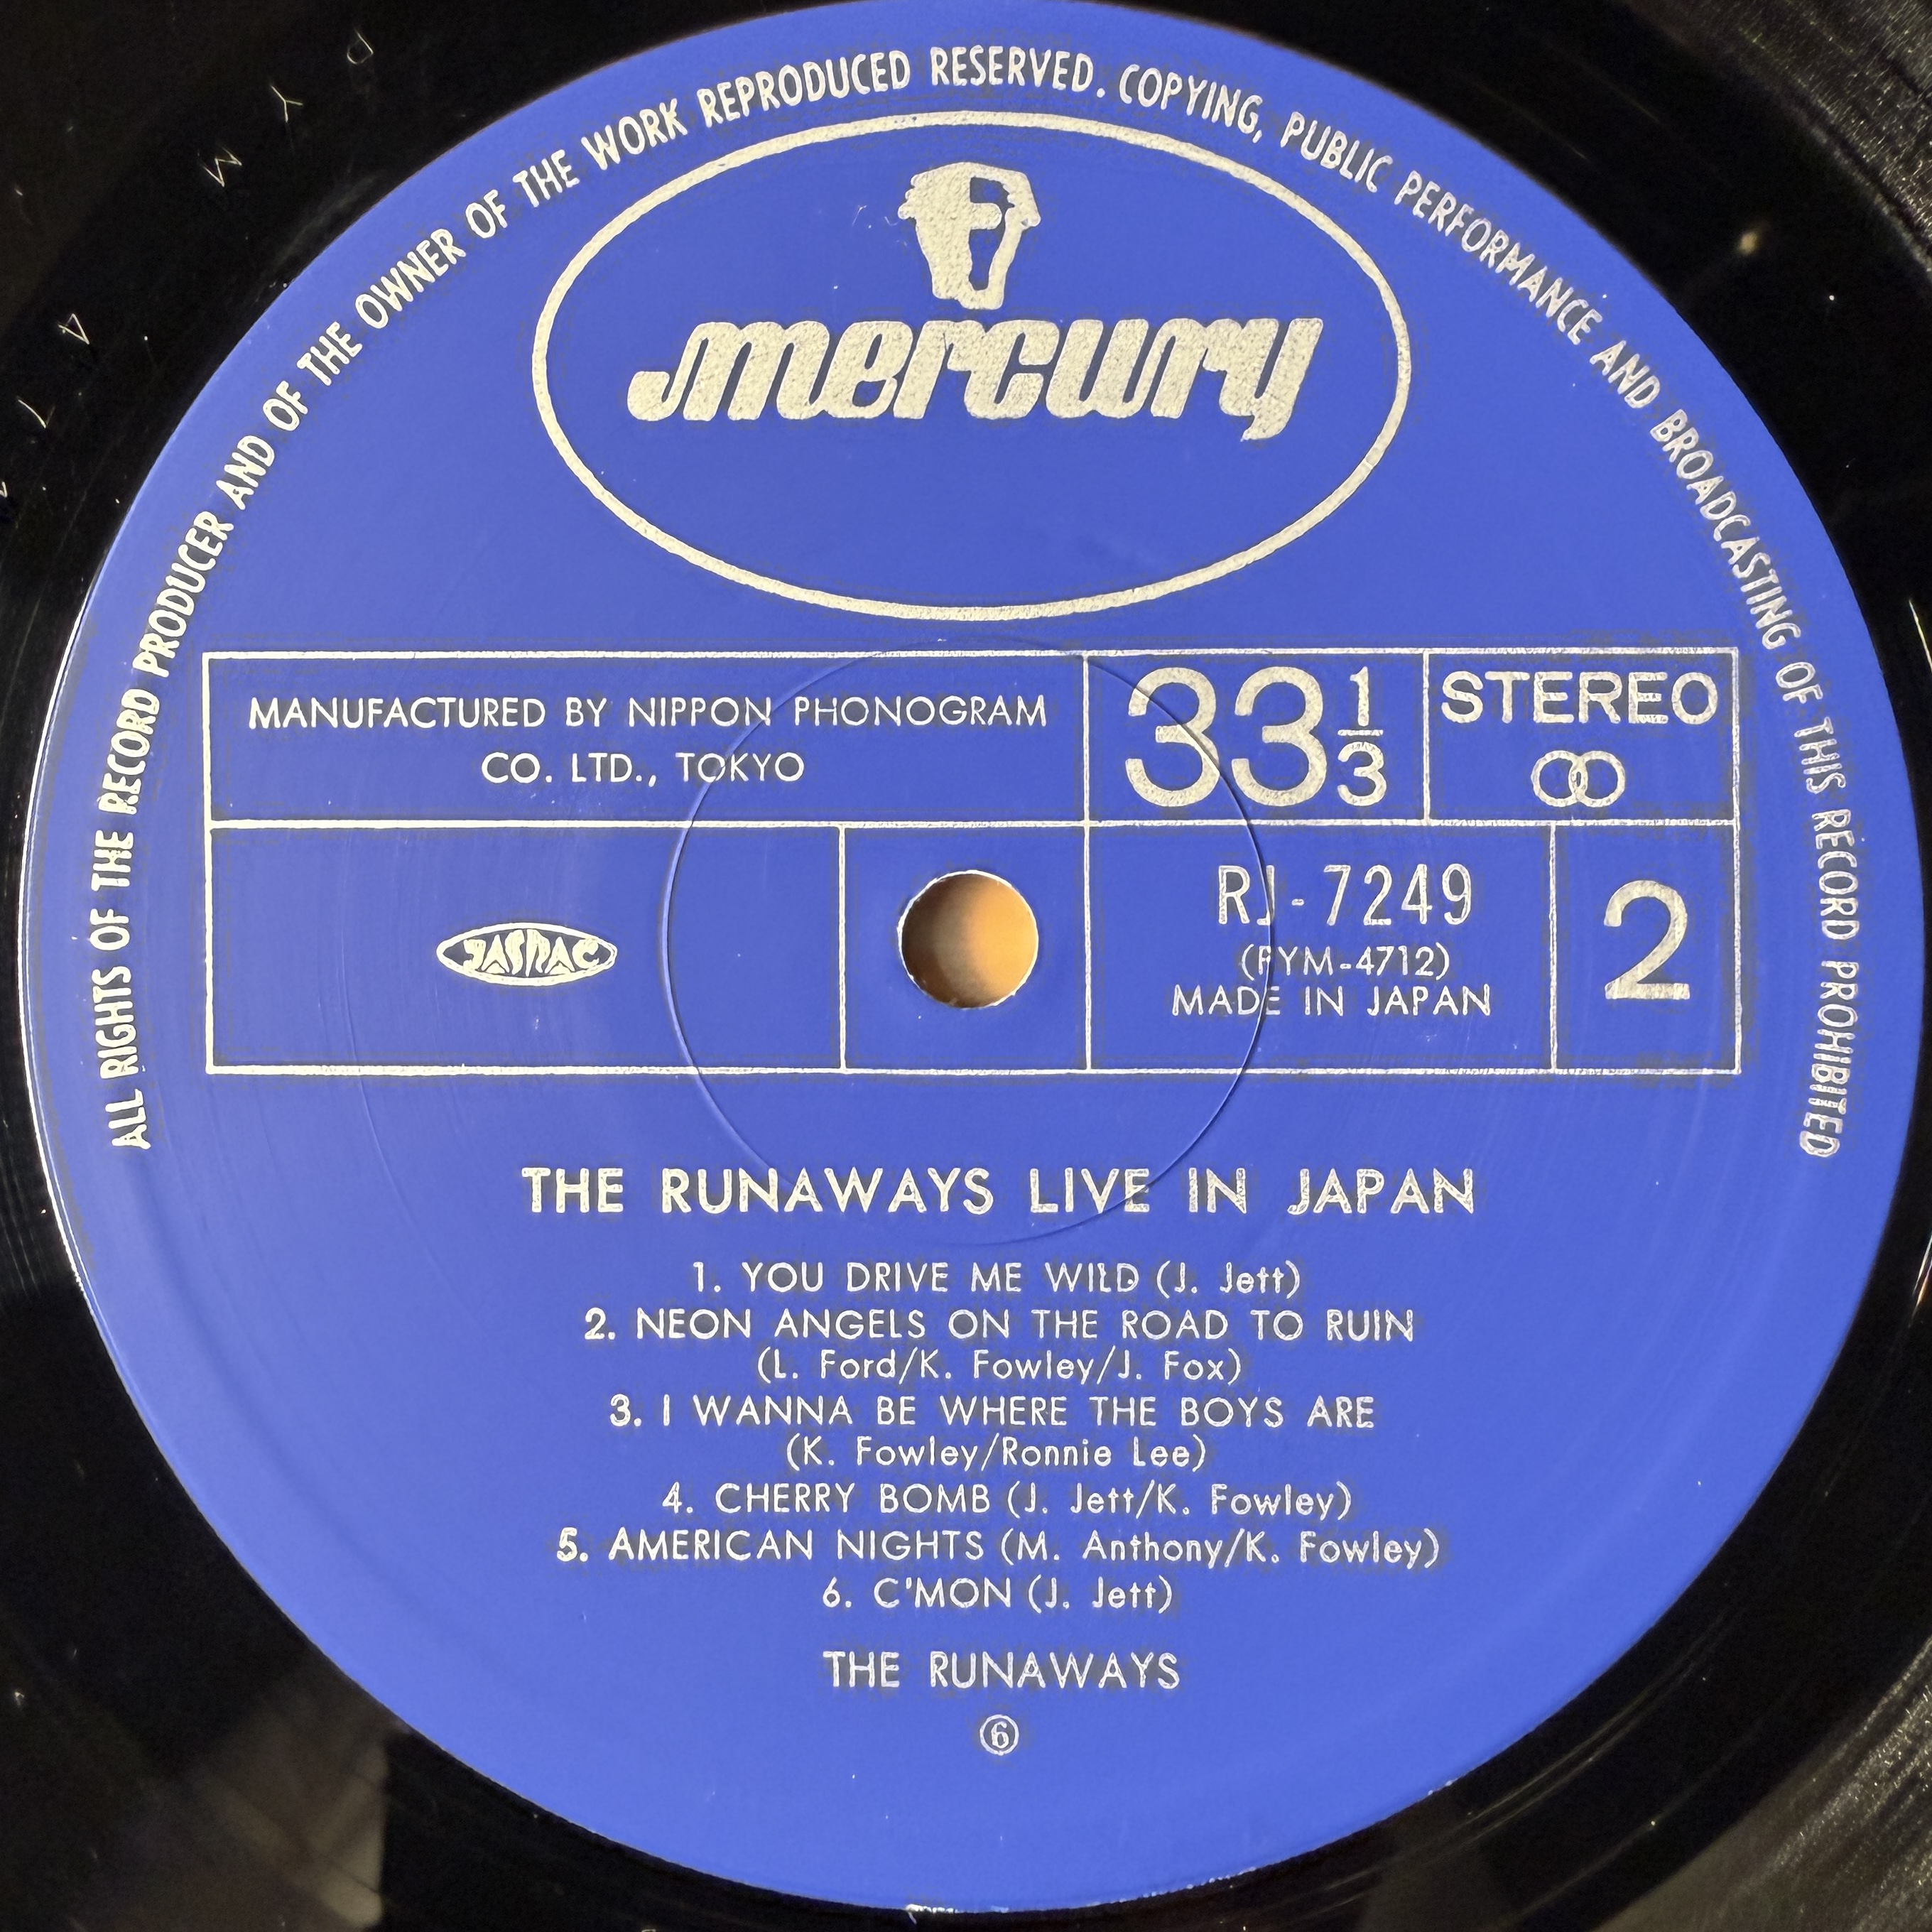 ALL RIGHTS OF THE RECORD PRODUCER AND OF THE OWNER OF THE WORK REPRODUCED RESERVED. COPYING, PUBLIC PERFORMANCE AND BROADCASTING OF THIS RECORD PROHIBITED
mercury
MANUFACTURED BY NIPPON PHONOGRAM
CO. LTD., TOKYO
33 1/3
STEREO
JASRAC
RJ-7249
(PYM-4712)
MADE IN JAPAN
2
THE RUNAWAYS LIVE IN JAPAN
1. YOU DRIVE ME WILD (J. Jett)
2. NEON ANGELS ON THE ROAD TO RUIN
(L. Ford/K. Fowley/J. Fox)
3. I WANNA BE WHERE THE BOYS ARE
(K. Fowley/Ronnie Lee)
4. CHERRY BOMB (J. Jett/K. Fowley)
5. AMERICAN NIGHTS (M. Anthony/K. Fowley)
6. C'MON (J. Jett)
THE RUNAWAYS
⑥